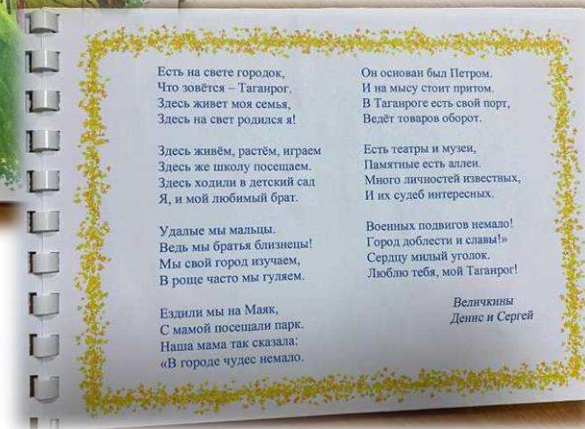 Есть на свете городок,
Что зовётся – Таганрог.
Здесь живет моя семья,
Здесь на свет родился я!
Здесь живём, растём, играем
Здесь же школу посещаем.
Здесь ходили в детский сад
Я, и мой любимый брат.
Удалые мы мальцы.
Ведь мы братья близнецы!
Мы свой город изучаем,
В роще часто мы гуляем.
Ездили мы на Маяк,
С мамой посещали парк.
Наша мама так сказала:
«В городе чудес немало.
Он основан был Петром.
И на мысу стоит притом.
В Таганроге есть свой порт,
Ведёт товаров оборот.
Есть театры и музеи,
Памятные есть аллеи.
Много личностей известных,
И их судеб интересных.
Военных подвигов немало!
Город доблести и славы!»
Сердцу милый уголок.
Люблю тебя, мой Таганрог!
Величкины
Денис и Сергей